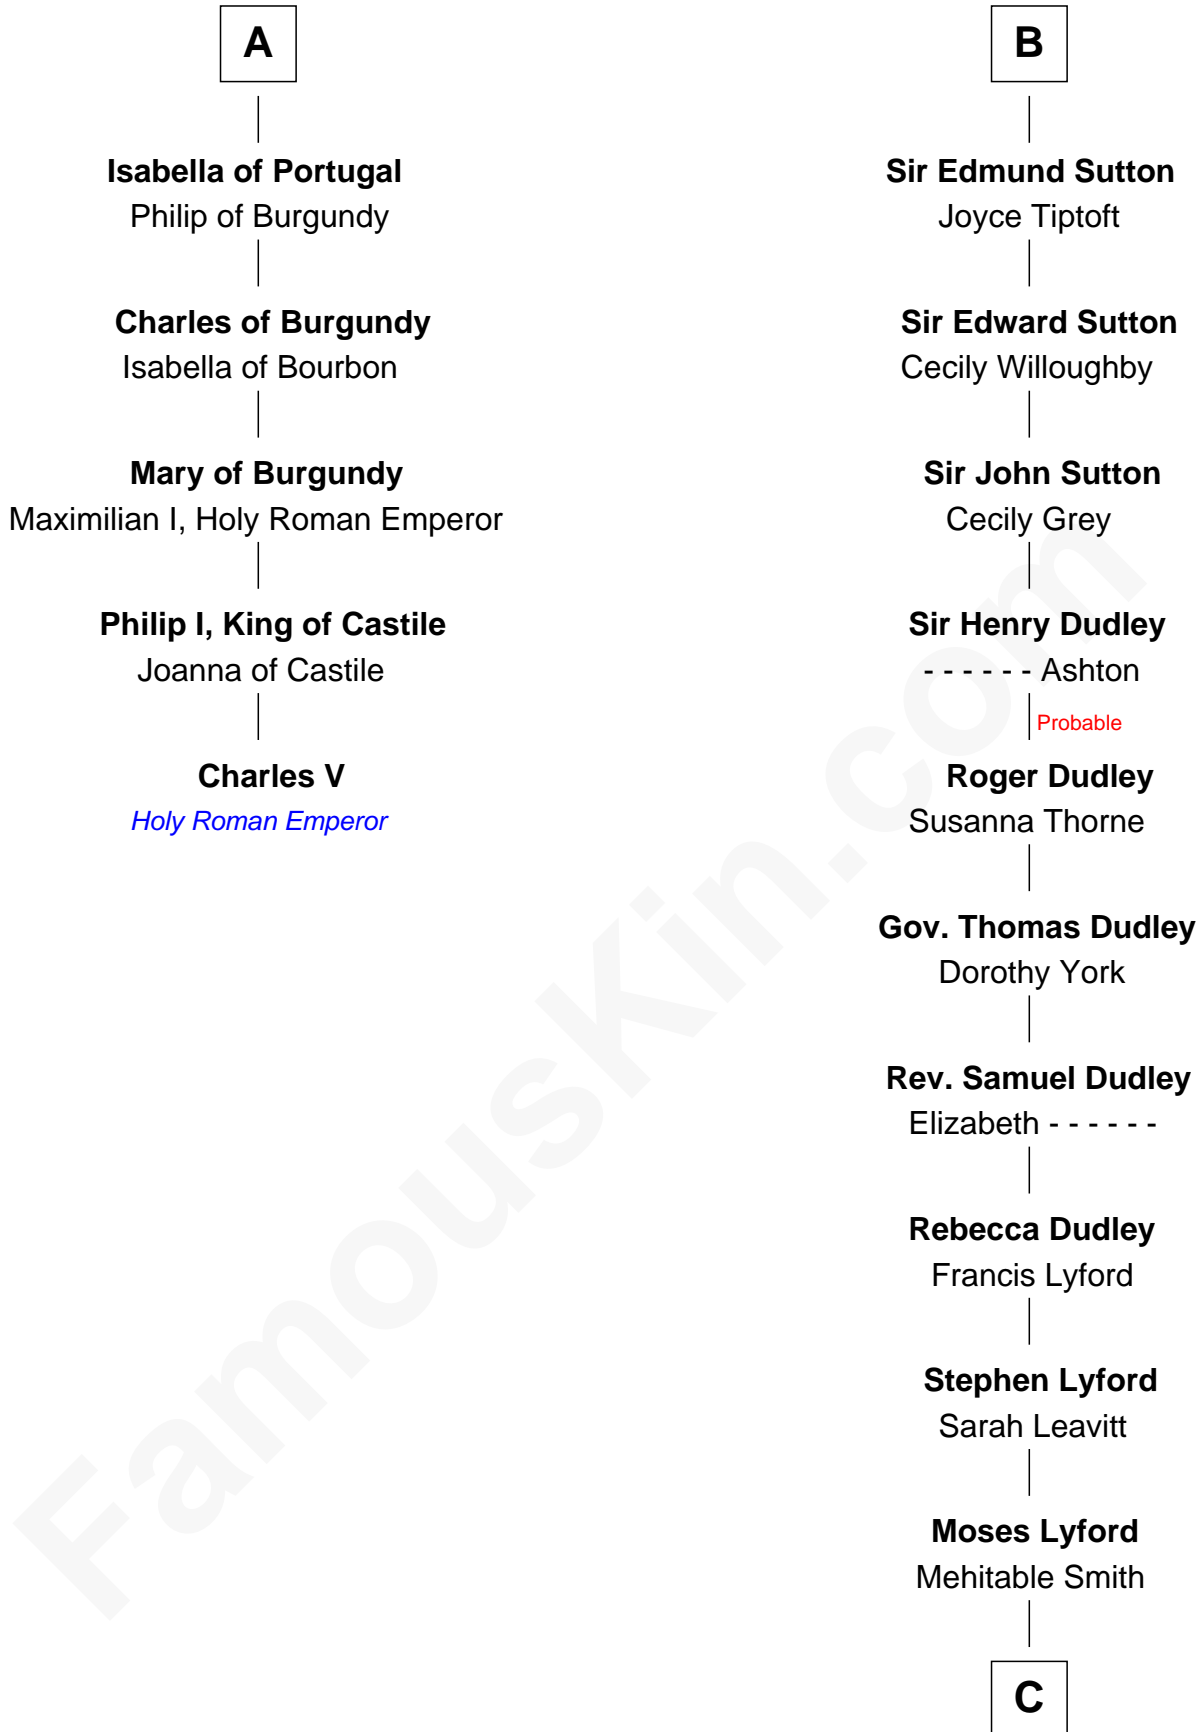 A
Isabella of Portugal
Philip of Burgundy
Charles of Burgundy
Isabella of Bourbon
Mary of Burgundy
Maximilian I, Holy Roman Emperor
Philip I, King of Castile
Joanna of Castile
Charles V
Holy Roman Emperor
B
Sir Edmund Sutton
Joyce Tiptoft
Sir Edward Sutton
Cecily Willoughby
Sir John Sutton
Cecily Grey
Sir Henry Dudley
- - - - - - Ashton
Probable
Roger Dudley
Susanna Thorne
Gov. Thomas Dudley
Dorothy York
Rev. Samuel Dudley
Elizabeth - - - - - -
Rebecca Dudley
Francis Lyford
Stephen Lyford
Sarah Leavitt
Moses Lyford
Mehitable Smith
C
FamousKin.com